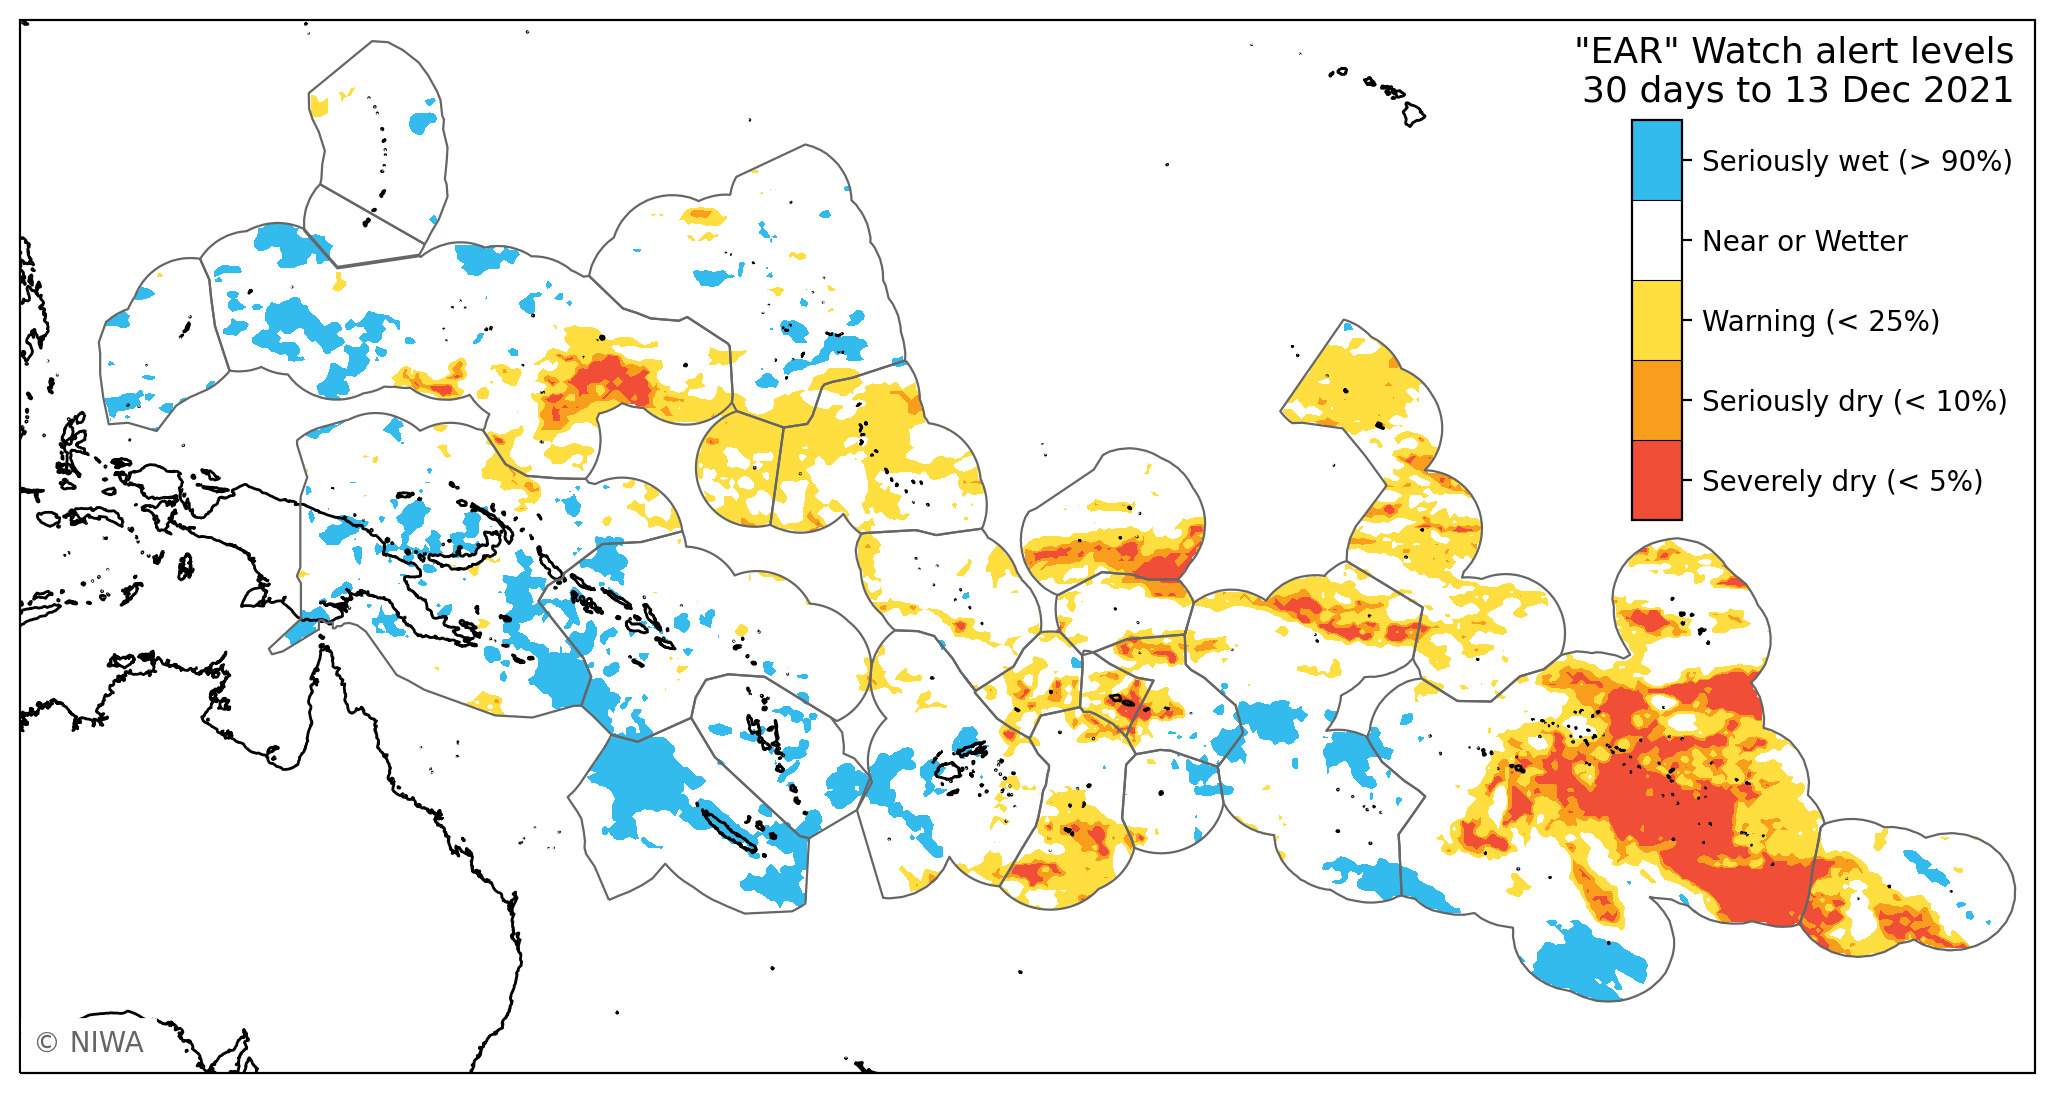 "EAR" Watch alert levels
30 days to 13 Dec 2021
Seriously wet (> 90%)
Near or Wetter
Warning (< 25%)
Seriously dry (< 10%)
Severely dry (< 5%)
© NIWA